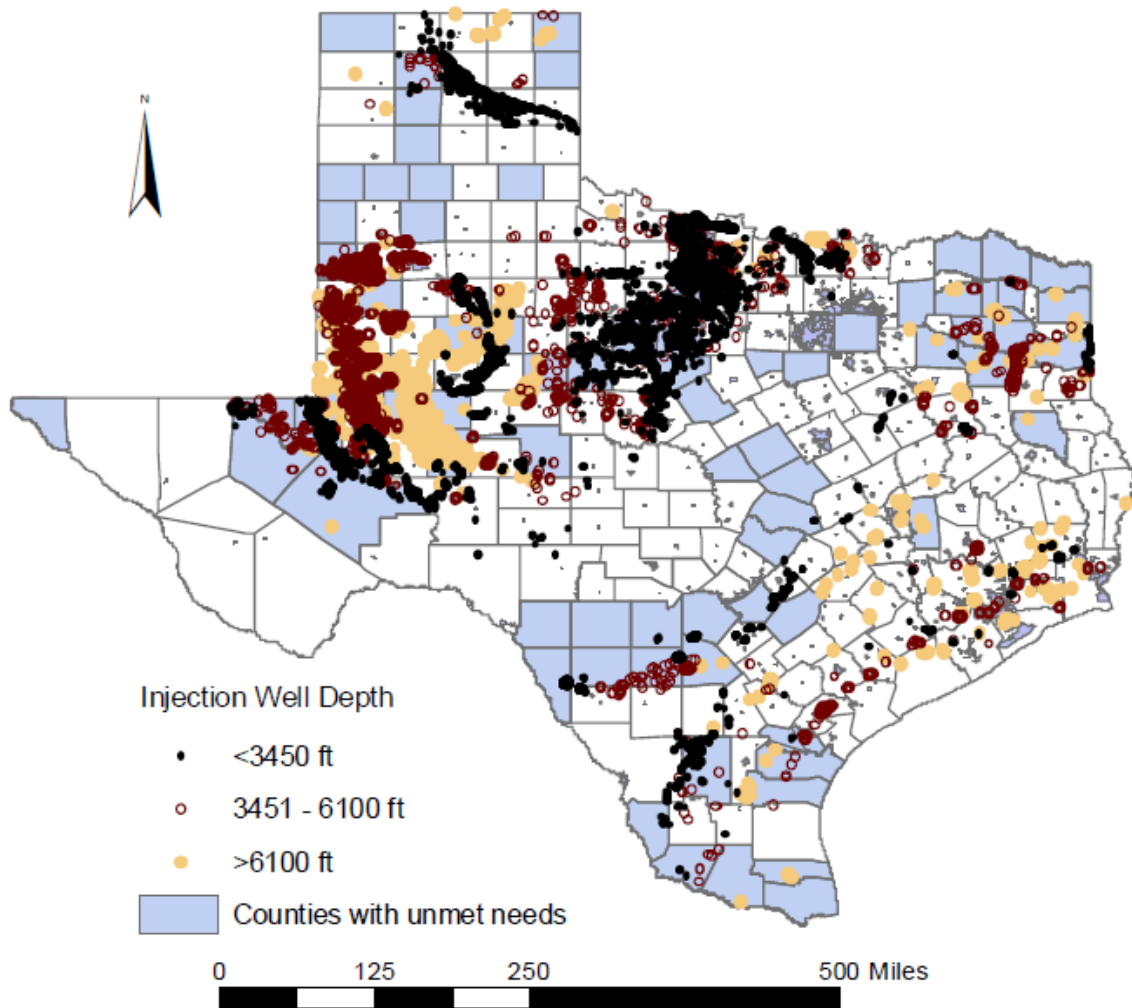 N
Injection Well Depth
<3450 ft
3451 - 6100 ft
>6100 ft
Counties with unmet needs
0 125 250 500 Miles